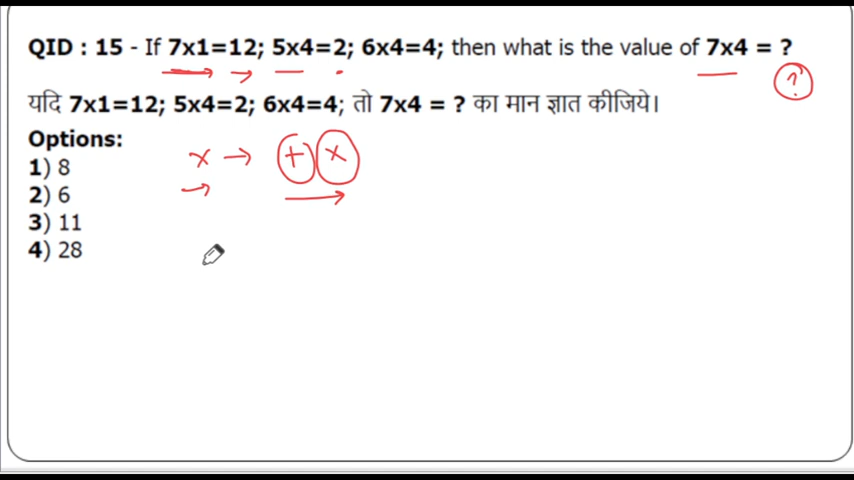 QID : 15 - If 7x1=12; 5x4=2; 6x4=4; then what is the value of 7x4 = ?
?
यदि 7x1=12; 5x4=2; 6x4=4; तो 7x4 = ? का मान ज्ञात कीजिये।
Options:
x → + x
1) 8
2) 6
3) 11
4) 28